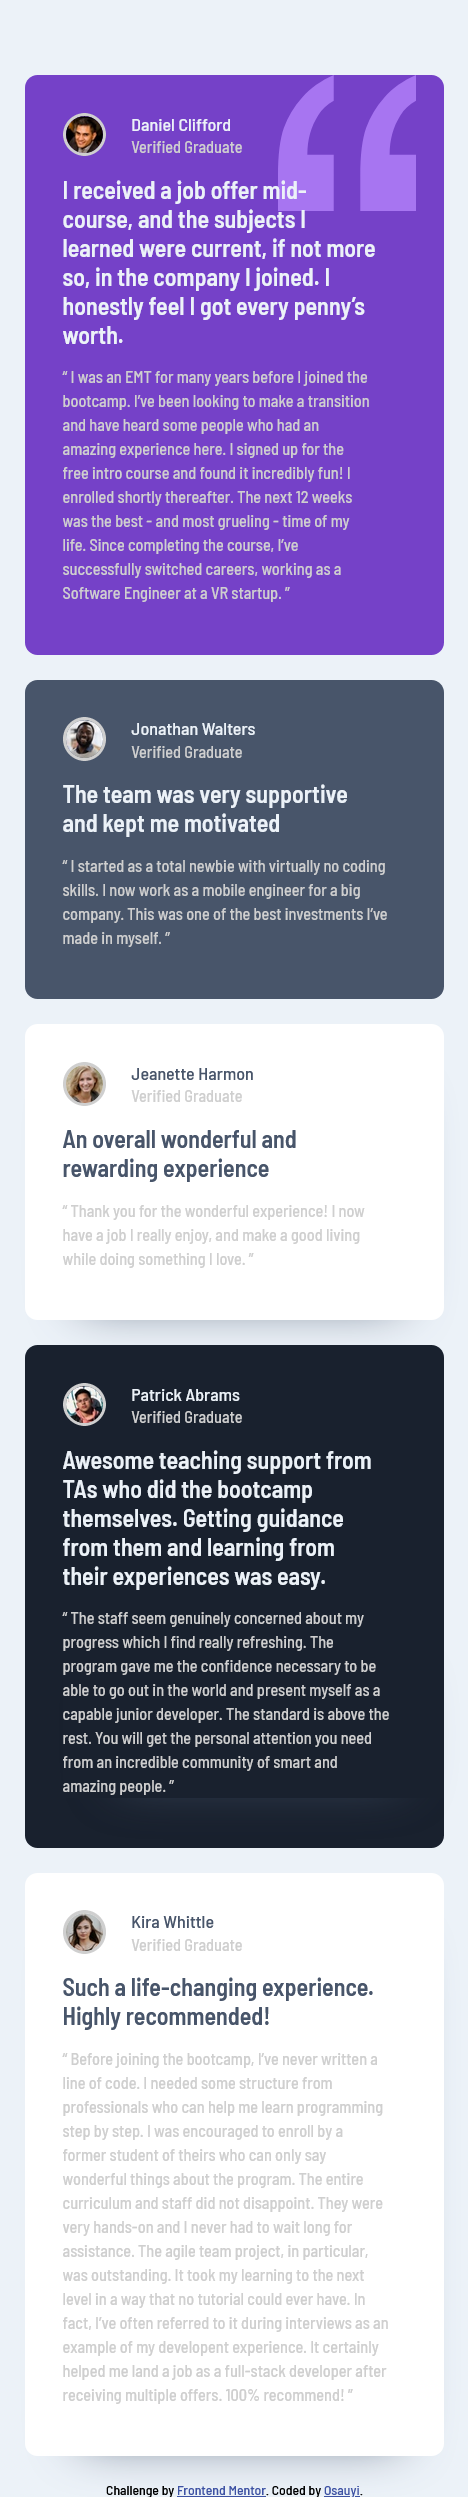 Daniel Clifford
Verified Graduate
I received a job offer mid-
course, and the subjects I
learned were current, if not more
so, in the company I joined. I
honestly feel I got every penny’s
worth.
“ I was an EMT for many years before I joined the
bootcamp. I’ve been looking to make a transition
and have heard some people who had an
amazing experience here. I signed up for the
free intro course and found it incredibly fun! I
enrolled shortly thereafter. The next 12 weeks
was the best - and most grueling - time of my
life. Since completing the course, I’ve
successfully switched careers, working as a
Software Engineer at a VR startup. ”
Jonathan Walters
Verified Graduate
The team was very supportive
and kept me motivated
“ I started as a total newbie with virtually no coding
skills. I now work as a mobile engineer for a big
company. This was one of the best investments I’ve
made in myself. ”
Jeanette Harmon
Verified Graduate
An overall wonderful and
rewarding experience
“ Thank you for the wonderful experience! I now
have a job I really enjoy, and make a good living
while doing something I love. ”
Patrick Abrams
Verified Graduate
Awesome teaching support from
TAs who did the bootcamp
themselves. Getting guidance
from them and learning from
their experiences was easy.
“ The staff seem genuinely concerned about my
progress which I find really refreshing. The
program gave me the confidence necessary to be
able to go out in the world and present myself as a
capable junior developer. The standard is above the
rest. You will get the personal attention you need
from an incredible community of smart and
amazing people. ”
Kira Whittle
Verified Graduate
Such a life-changing experience.
Highly recommended!
“ Before joining the bootcamp, I’ve never written a
line of code. I needed some structure from
professionals who can help me learn programming
step by step. I was encouraged to enroll by a
former student of theirs who can only say
wonderful things about the program. The entire
curriculum and staff did not disappoint. They were
very hands-on and I never had to wait long for
assistance. The agile team project, in particular,
was outstanding. It took my learning to the next
level in a way that no tutorial could ever have. In
fact, I’ve often referred to it during interviews as an
example of my developent experience. It certainly
helped me land a job as a full-stack developer after
receiving multiple offers. 100% recommend! ”
Challenge by Frontend Mentor. Coded by Osauyi.